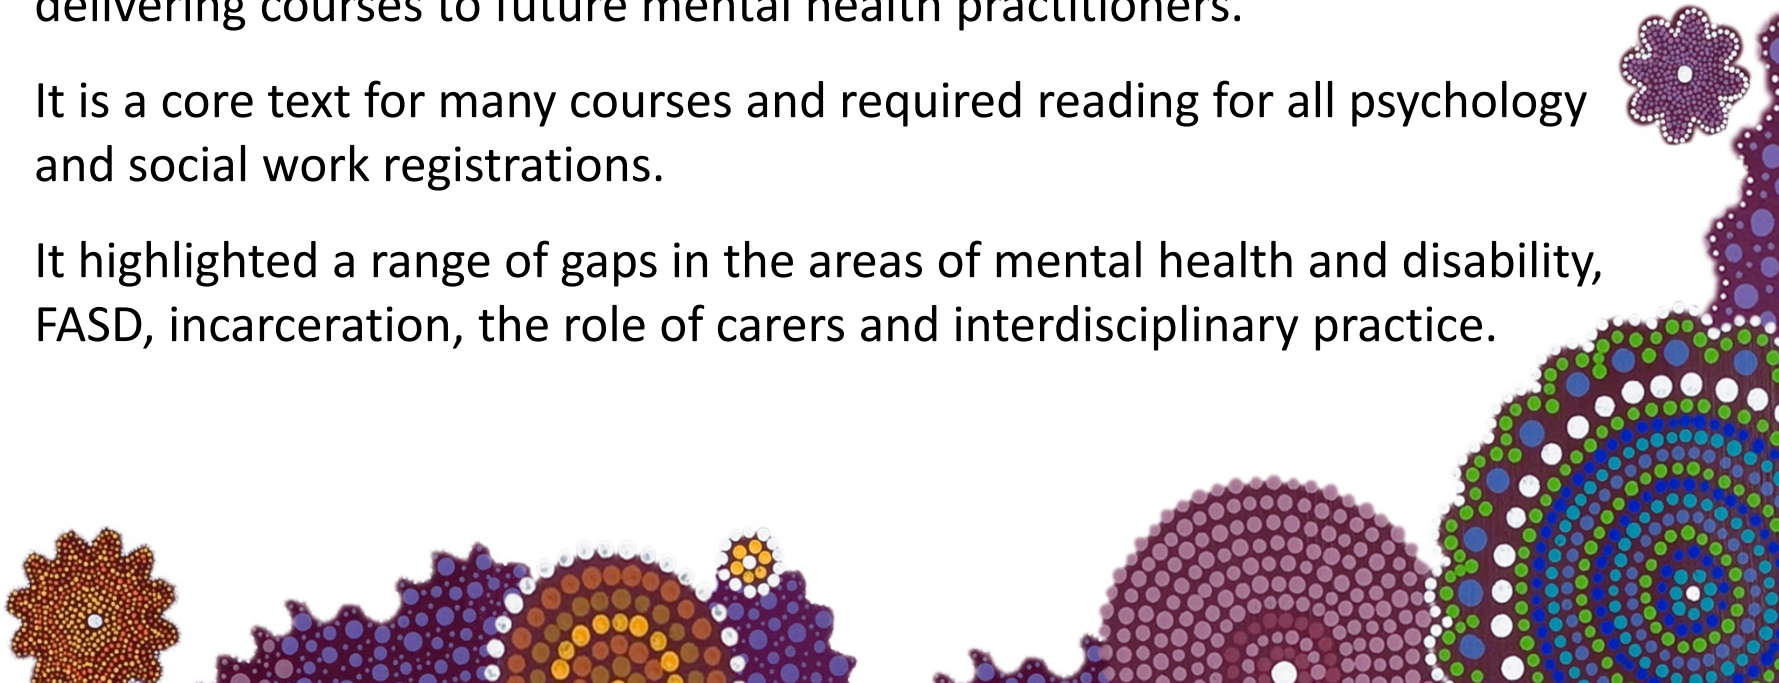 delivering courses to future mental health practitioners.
It is a core text for many courses and required reading for all psychology
and social work registrations.
It highlighted a range of gaps in the areas of mental health and disability,
FASD, incarceration, the role of carers and interdisciplinary practice.